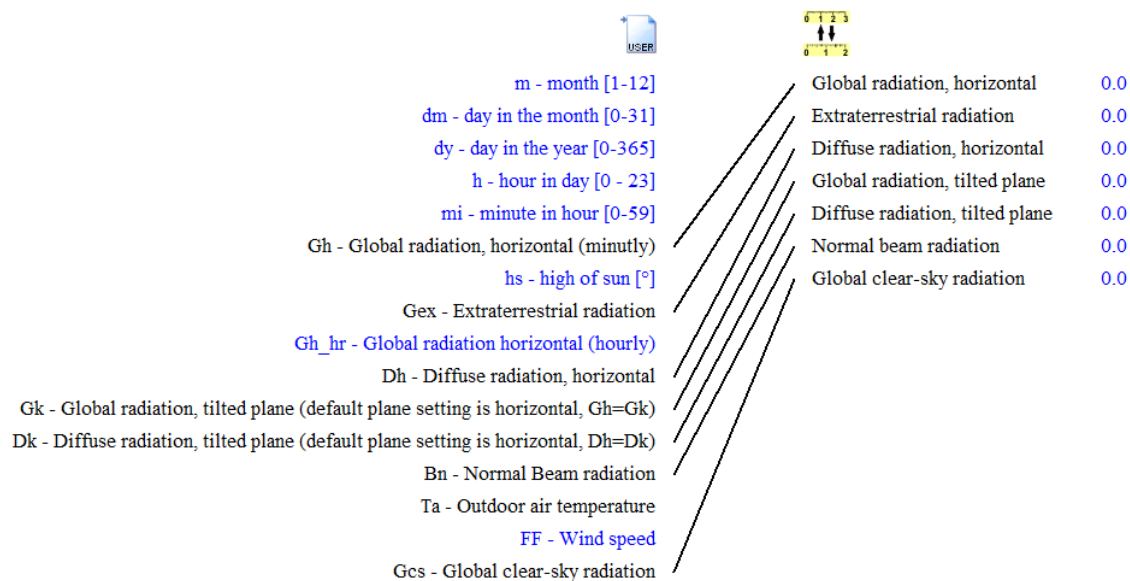 USER
0 1 2 3
0 1 2
m - month [1-12]
dm - day in the month [0-31]
dy - day in the year [0-365]
h - hour in day [0 - 23]
mi - minute in hour [0-59]
Gh - Global radiation, horizontal (minutly)
hs - high of sun [°]
Gex - Extraterrestrial radiation
Gh_hr - Global radiation horizontal (hourly)
Dh - Diffuse radiation, horizontal
Gk - Global radiation, tilted plane (default plane setting is horizontal, Gh=Gk)
Dk - Diffuse radiation, tilted plane (default plane setting is horizontal, Dh=Dk)
Bn - Normal Beam radiation
Ta - Outdoor air temperature
FF - Wind speed
Gcs - Global clear-sky radiation
Global radiation, horizontal 0.0
Extraterrestrial radiation 0.0
Diffuse radiation, horizontal 0.0
Global radiation, tilted plane 0.0
Diffuse radiation, tilted plane 0.0
Normal beam radiation 0.0
Global clear-sky radiation 0.0